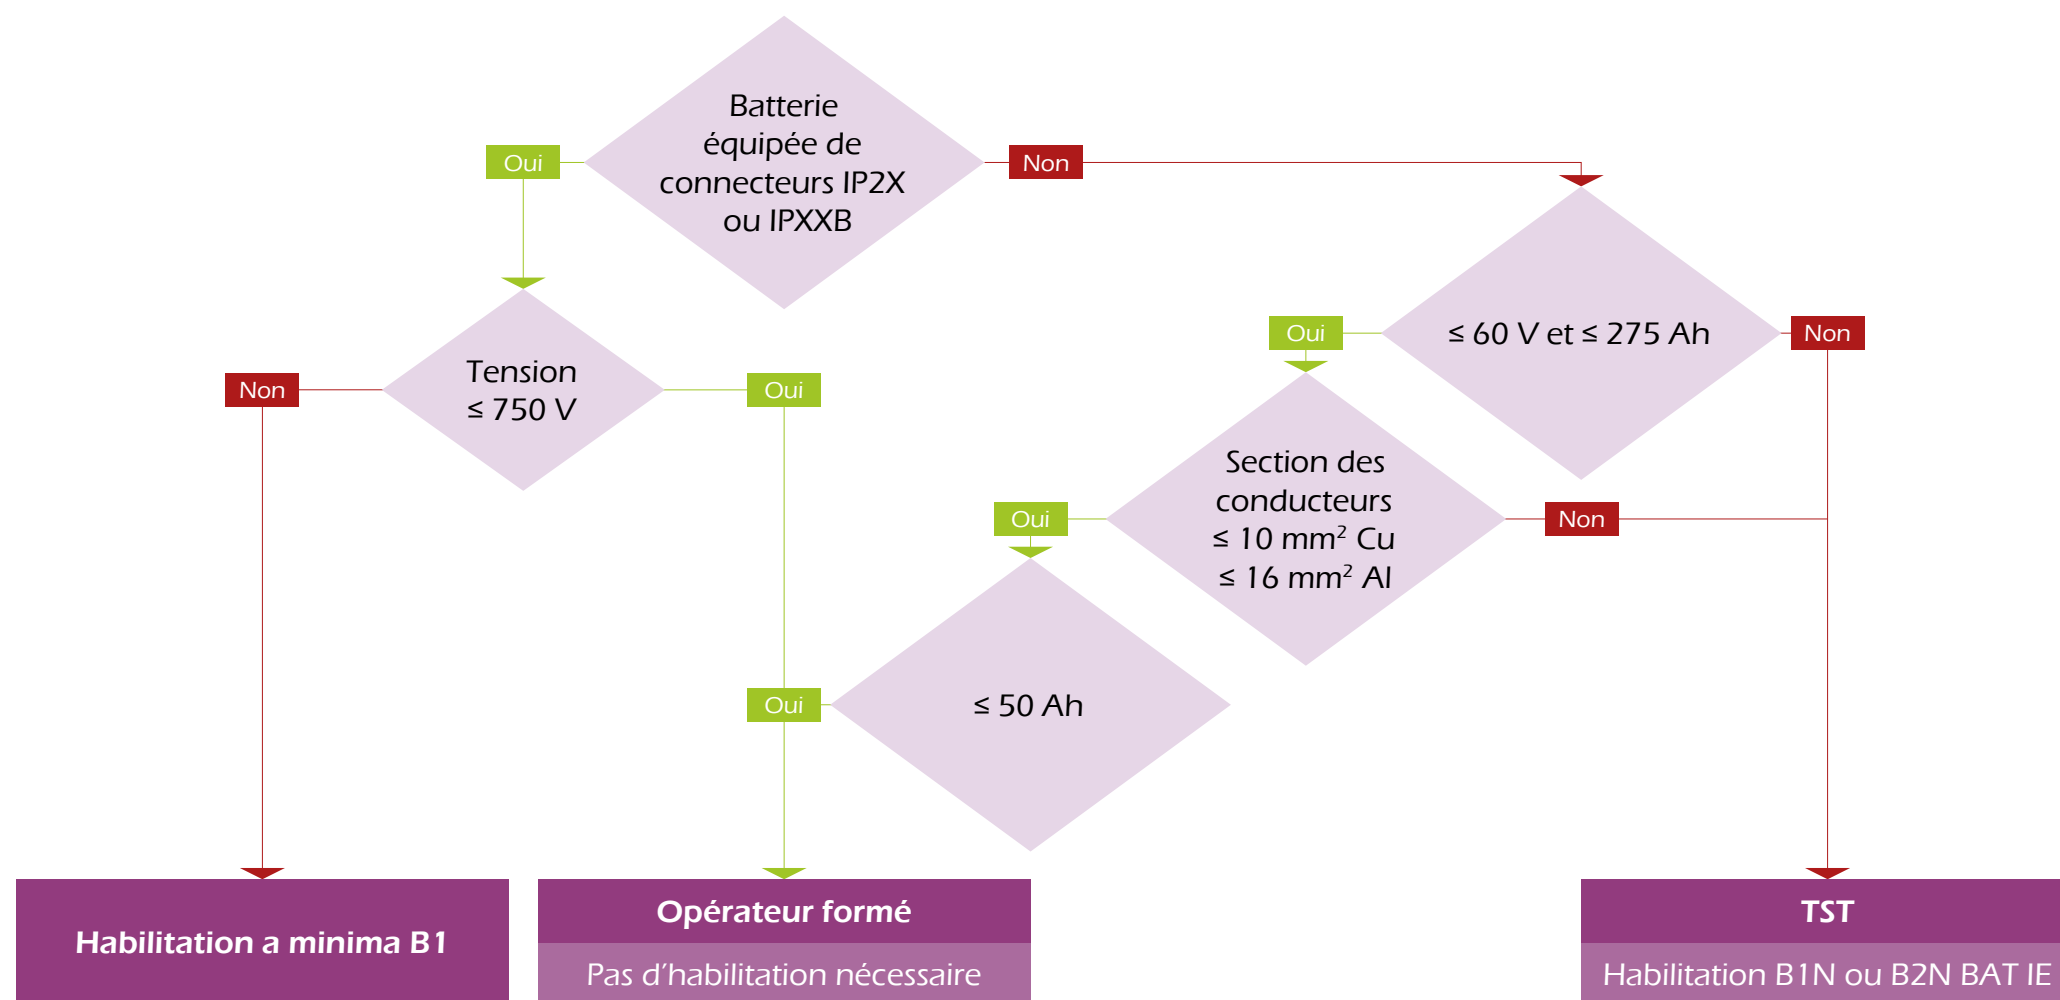 Batterie
équipée de
connecteurs IP2X
ou IPXXB
Oui
Non
Tension
≤ 750 V
Non
Oui
≤ 60 V et ≤ 275 Ah
Oui
Non
Section des
conducteurs
≤ 10 mm² Cu
≤ 16 mm² Al
Oui
Non
≤ 50 Ah
Oui
Habilitation a minima B1
Opérateur formé
Pas d’habilitation nécessaire
TST
Habilitation B1N ou B2N BAT IE